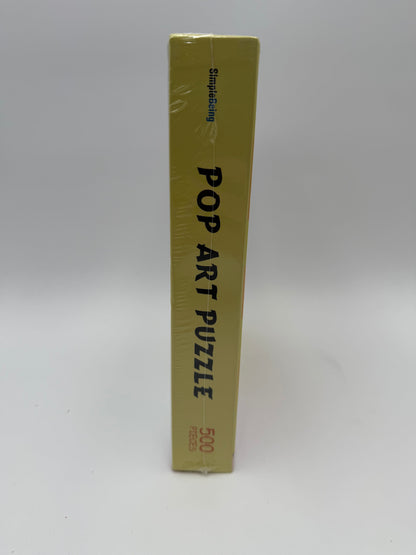 SimpleBeing
POP ART PUZZLE
500
PIECES